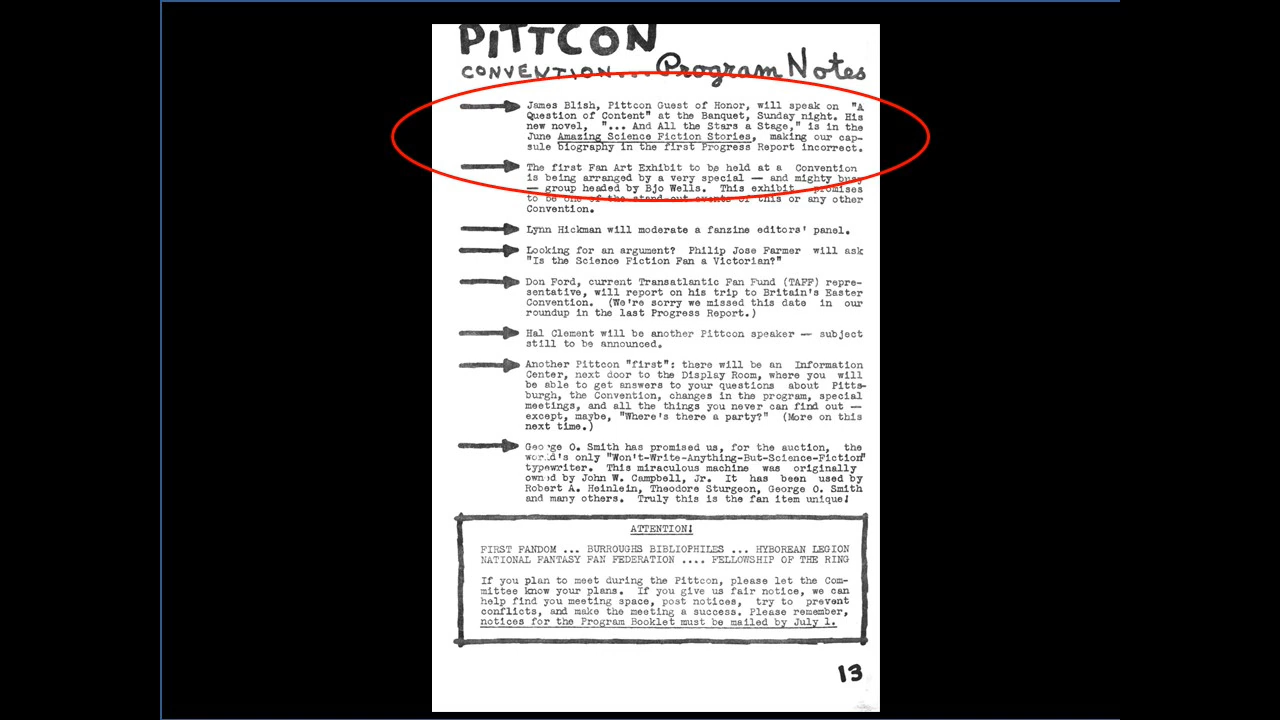 PITTCON
CONVENTION... Program Notes
James Blish, Pittcon Guest of Honor, will speak on "A
Question of Content" at the Banquet, Sunday night. His
new novel, "... And All the Stars a Stage," is in the
June Amazing Science Fiction Stories, making our cap-
sule biography in the first Progress Report incorrect.
The first Fan Art Exhibit to be held at a Convention
is being arranged by a very special — and mighty busy
— group headed by Bjo Wells. This exhibit promises
to be one of the stand-out events of this or any other
Convention.
Lynn Hickman will moderate a fanzine editors' panel.
Looking for an argument? Philip Jose Farmer will ask
"Is the Science Fiction Fan a Victorian?"
Don Ford, current Transatlantic Fan Fund (TAFF) repre-
sentative, will report on his trip to Britain's Easter
Convention. (We're sorry we missed this date in our
roundup in the last Progress Report.)
Hal Clement will be another Pittcon speaker — subject
still to be announced.
Another Pittcon "first": there will be an Information
Center, next door to the Display Room, where you will
be able to get answers to your questions about Pitts-
burgh, the Convention, changes in the program, special
meetings, and all the things you never can find out —
except, maybe, "Where's there a party?" (More on this
next time.)
George O. Smith has promised us, for the auction, the
world's only "Won't-Write-Anything-But-Science-Fiction"
typewriter. This miraculous machine was originally
owned by John W. Campbell, Jr. It has been used by
Robert A. Heinlein, Theodore Sturgeon, George O. Smith
and many others. Truly this is the fan item unique!
ATTENTION!
FIRST FANDOM ... BURROUGHS BIBLIOPHILES ... HYBOREAN LEGION
NATIONAL FANTASY FAN FEDERATION .... FELLOWSHIP OF THE RING
If you plan to meet during the Pittcon, please let the Com-
mittee know your plans. If you give us fair notice, we can
help find you meeting space, post notices, try to prevent
conflicts, and make the meeting a success. Please remember,
notices for the Program Booklet must be mailed by July 1.
13